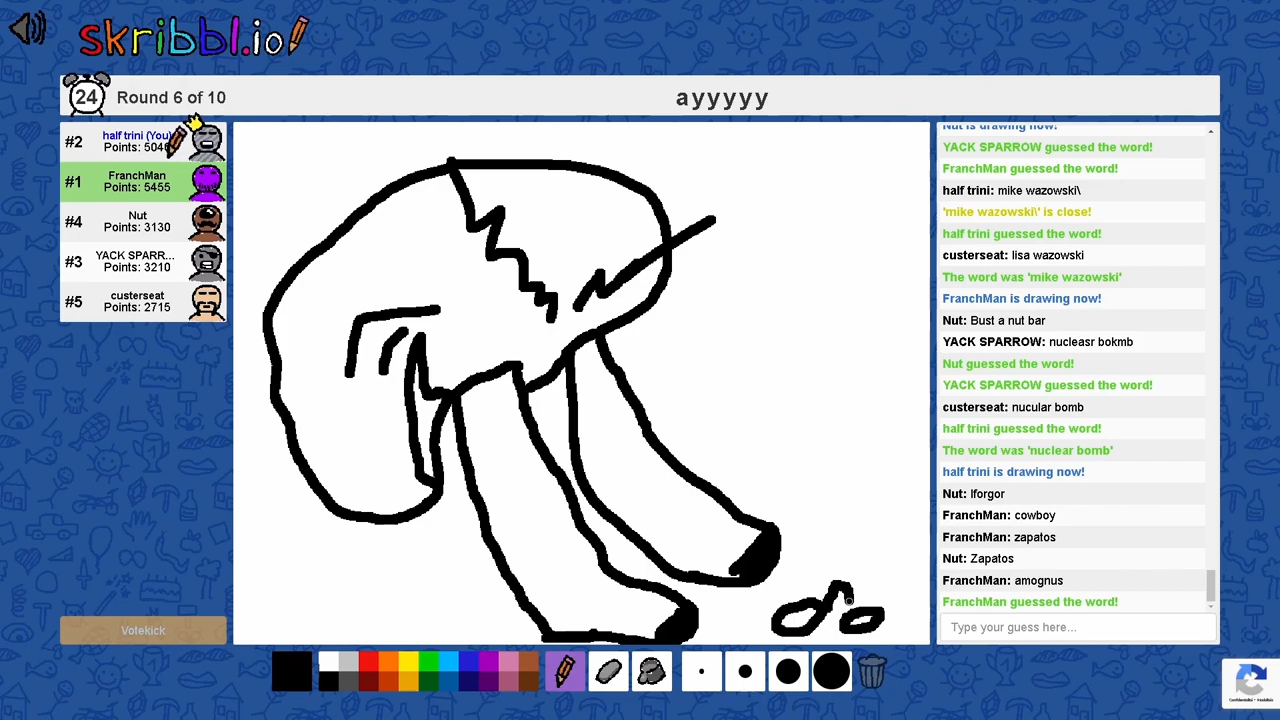 skribbl.io
24
Round 6 of 10
ayyyyy
#2
half trini (You)
Points: 5048
#1
FranchMan
Points: 5455
#4
Nut
Points: 3130
#3
YACK SPARR...
Points: 3210
#5
custerseat
Points: 2715
Votekick
Nut is drawing now!
YACK SPARROW guessed the word!
FranchMan guessed the word!
half trini: mike wazowski\
'mike wazowski\' is close!
half trini guessed the word!
custerseat: lisa wazowski
The word was 'mike wazowski'
FranchMan is drawing now!
Nut: Bust a nut bar
YACK SPARROW: nucleasr bokmb
Nut guessed the word!
YACK SPARROW guessed the word!
custerseat: nucular bomb
half trini guessed the word!
The word was 'nuclear bomb'
half trini is drawing now!
Nut: Iforgor
FranchMan: cowboy
FranchMan: zapatos
Nut: Zapatos
FranchMan: amognus
FranchMan guessed the word!
Type your guess here...